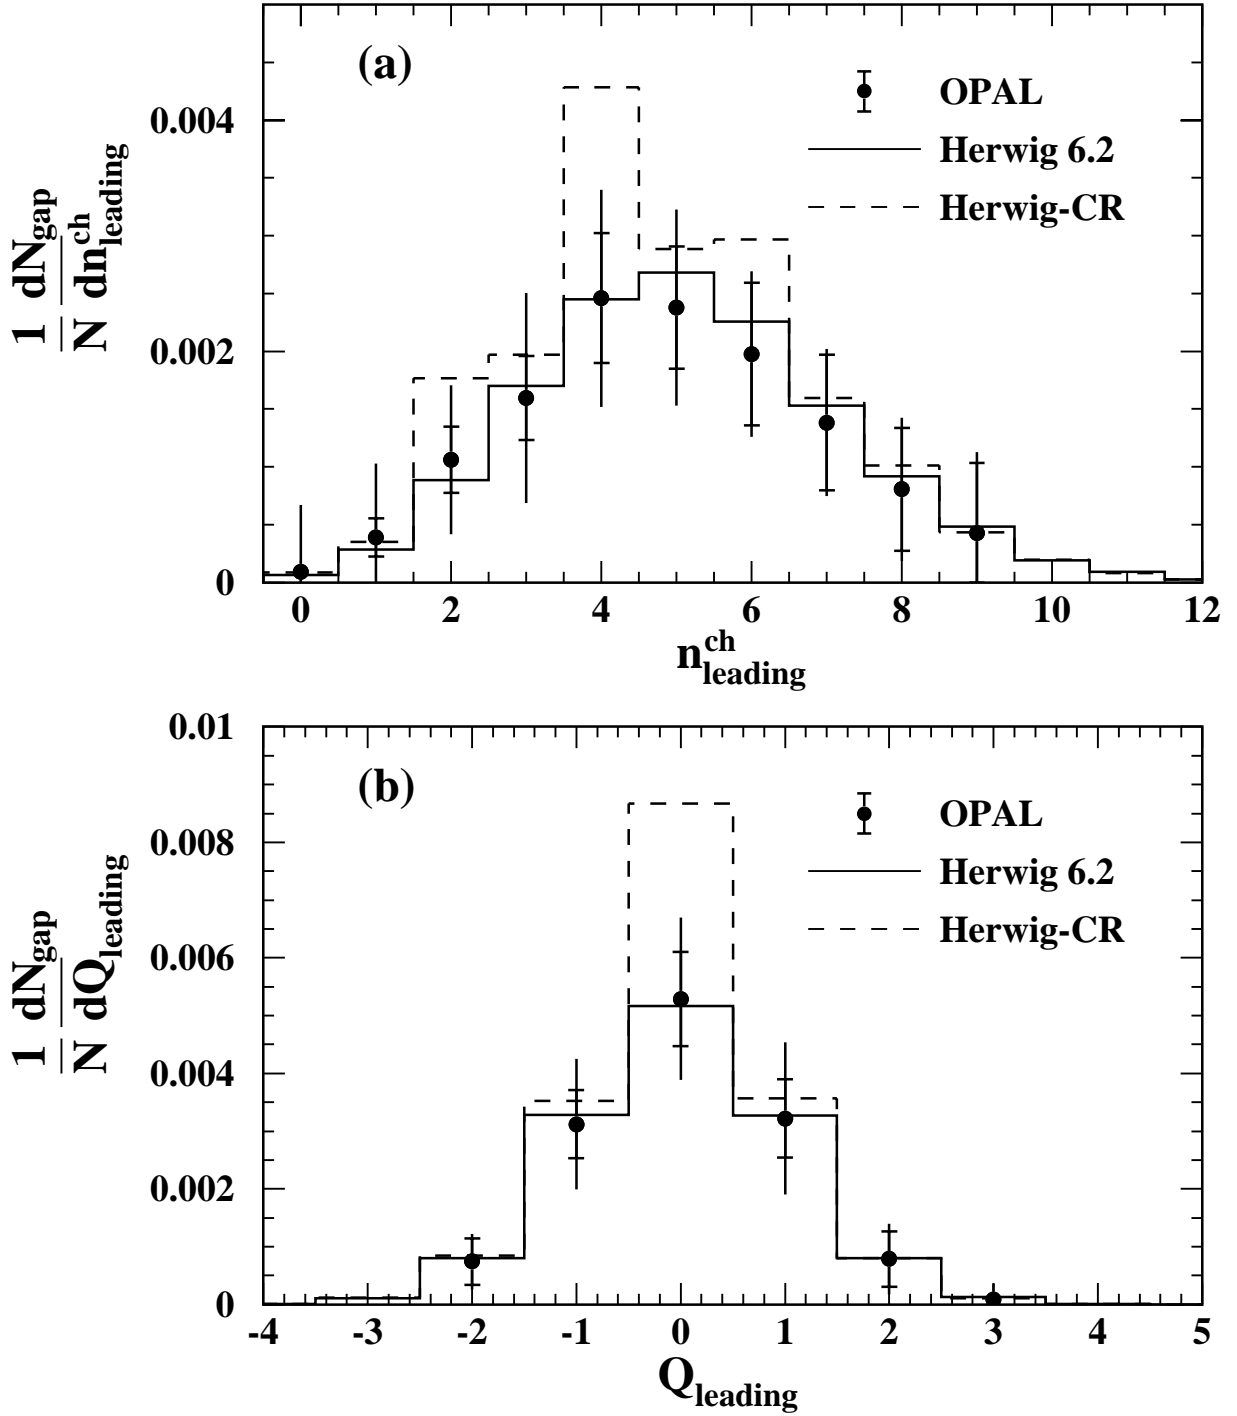 (a)
OPAL
Herwig 6.2
Herwig-CR
1 dN_gap
N dn^ch_leading
0.004
0.002
0
0 2 4 6 8 10 12
n^ch_leading
(b)
OPAL
Herwig 6.2
Herwig-CR
1 dN_gap
N dQ_leading
0.01
0.008
0.006
0.004
0.002
0
-4 -3 -2 -1 0 1 2 3 4 5
Q_leading